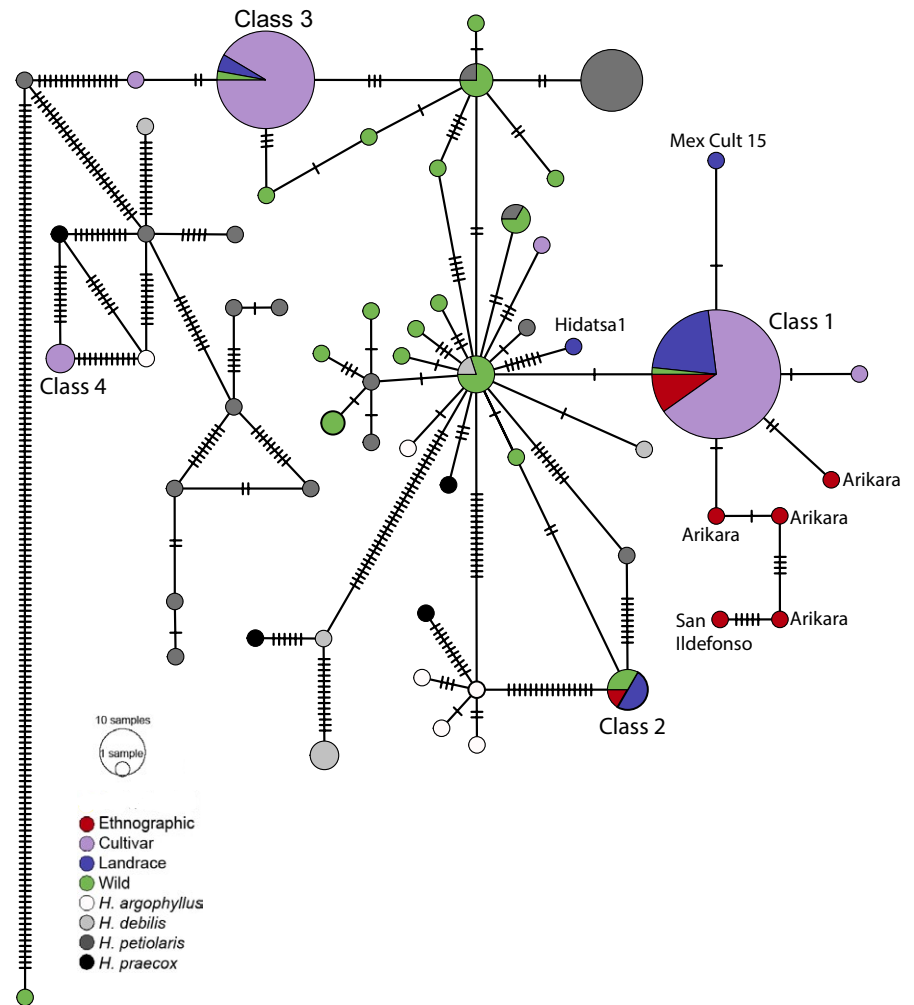 Class 3
Mex Cult 15
Hidatsa1
Class 1
Class 4
Arikara
Arikara
Arikara
San
Ildefonso
Arikara
Class 2
10 samples
1 sample
Ethnographic
Cultivar
Landrace
Wild
H. argophyllus
H. debilis
H. petiolaris
H. praecox